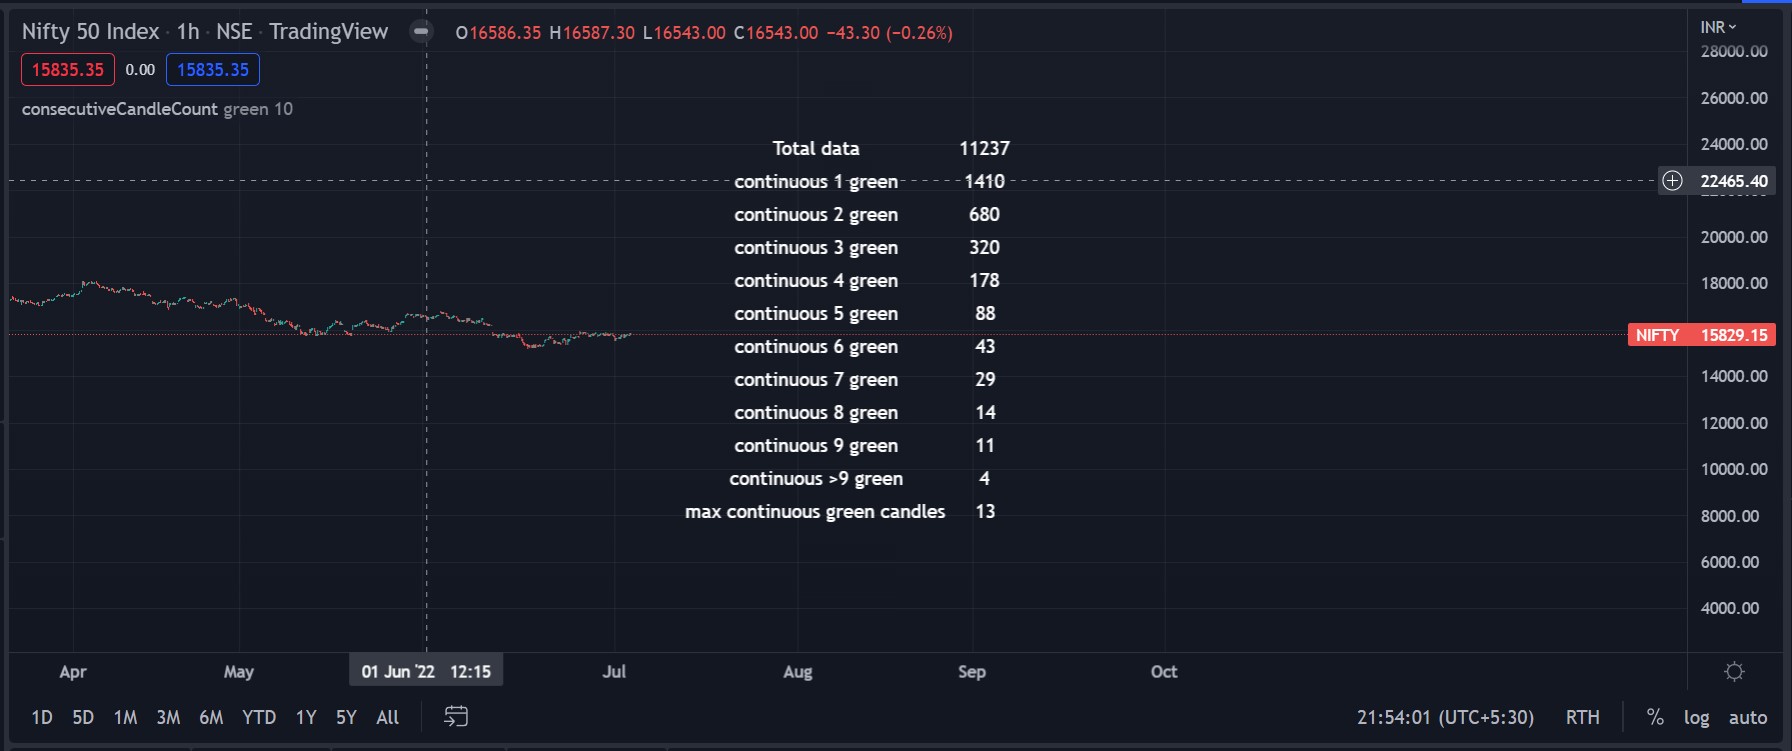 Nifty 50 Index · 1h · NSE · TradingView O16586.35 H16587.30 L16543.00 C16543.00 −43.30 (−0.26%)
INR
15835.35 0.00 15835.35
consecutiveCandleCount green 10
28000.00
26000.00
24000.00
22465.40
20000.00
18000.00
NIFTY 15829.15
14000.00
12000.00
10000.00
8000.00
6000.00
4000.00
Total data 11237
continuous 1 green 1410
continuous 2 green 680
continuous 3 green 320
continuous 4 green 178
continuous 5 green 88
continuous 6 green 43
continuous 7 green 29
continuous 8 green 14
continuous 9 green 11
continuous >9 green 4
max continuous green candles 13
Apr May 01 Jun '22 12:15 Jul Aug Sep Oct
1D 5D 1M 3M 6M YTD 1Y 5Y All 21:54:01 (UTC+5:30) RTH % log auto